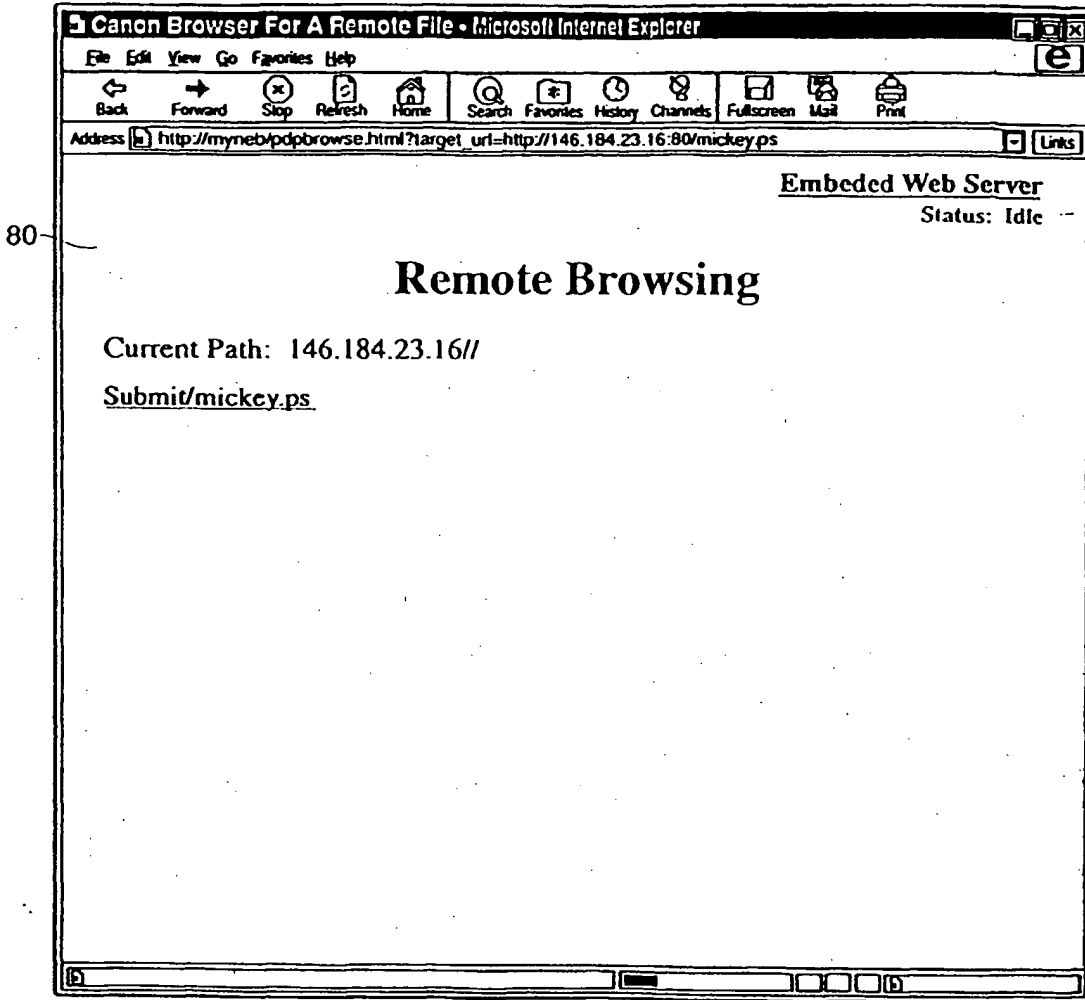 Canon Browser For A Remote File • Microsoft Internet Explorer
File Edit View Go Favorites Help
e
Back Forward Stop Refresh Home Search Favorites History Channels Fullscreen Mail Print
Address http://myneb/pdpbrowse.html?target_url=http://146.184.23.16:80/mickey.ps Links
Embeded Web Server
Status: Idle
80
Remote Browsing
Current Path: 146.184.23.16//
Submit/mickey.ps